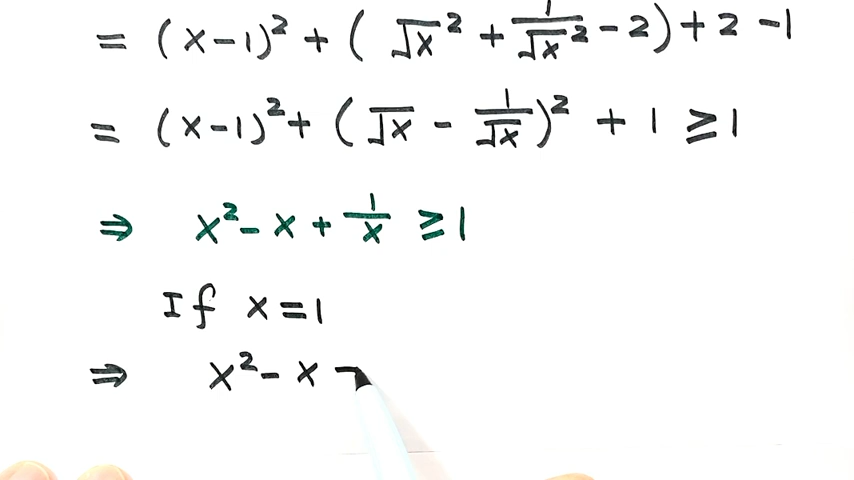 = (x-1)² + (√x² + 1/√x² - 2) + 2 - 1
= (x-1)² + (√x - 1/√x)² + 1 ≥ 1
⇒ x² - x + 1/x ≥ 1
If x = 1
⇒ x² - x -